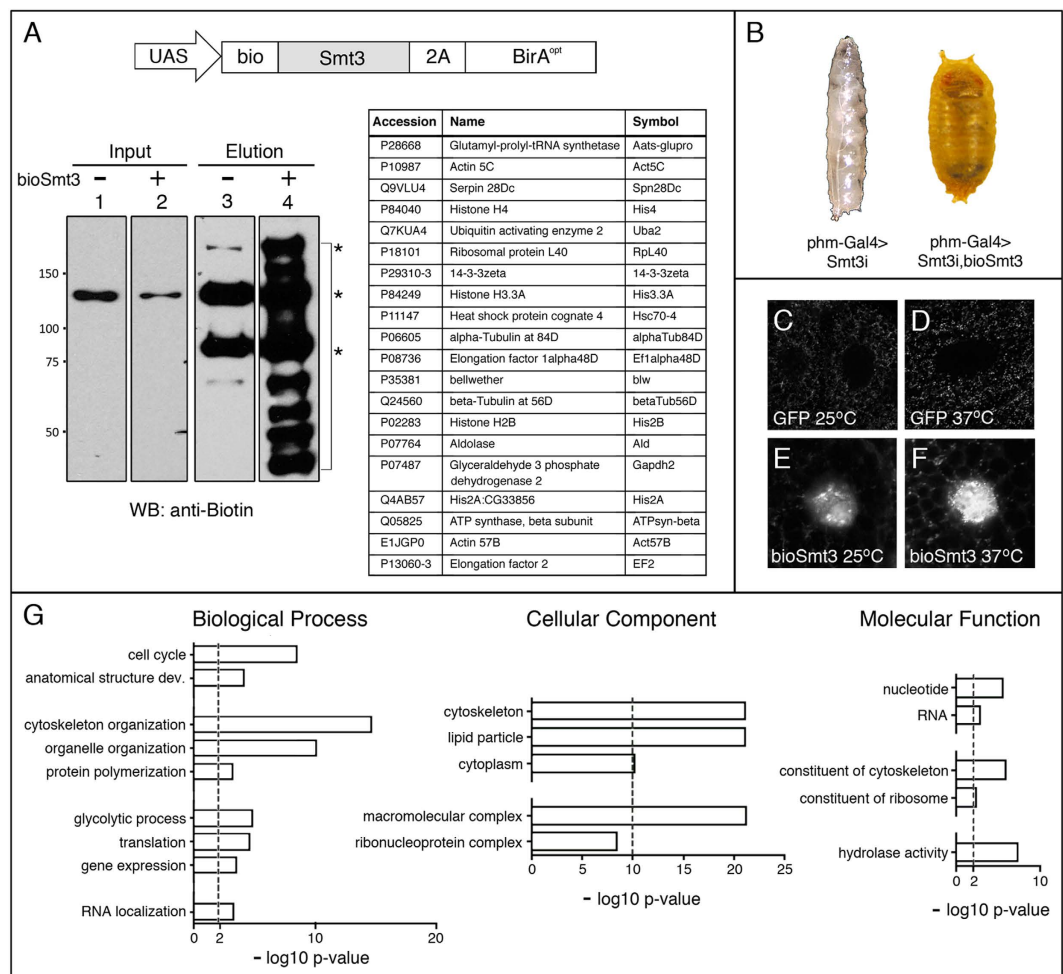 A
UAS bio Smt3 2A BirAopt
Input Elution
bioSmt3 – + – +
1 2 3 4
150
100
75
50
*
*
*
WB: anti-Biotin
Accession Name Symbol
P28668 Glutamyl-prolyl-tRNA synthetase Aats-glupro
P10987 Actin 5C Act5C
Q9VLU4 Serpin 28Dc Spn28Dc
P84040 Histone H4 His4
Q7KUA4 Ubiquitin activating enzyme 2 Uba2
P18101 Ribosomal protein L40 RpL40
P29310-3 14-3-3zeta 14-3-3zeta
P84249 Histone H3.3A His3.3A
P11147 Heat shock protein cognate 4 Hsc70-4
P06605 alpha-Tubulin at 84D alphaTub84D
P08736 Elongation factor 1alpha48D Ef1alpha48D
P35381 bellwether blw
Q24560 beta-Tubulin at 56D betaTub56D
P02283 Histone H2B His2B
P07764 Aldolase Ald
P07487 Glyceraldehyde 3 phosphate Gapdh2
dehydrogenase 2
Q4AB57 His2A:CG33856 His2A
Q05825 ATP synthase, beta subunit ATPsyn-beta
E1JGP0 Actin 57B Act57B
P13060-3 Elongation factor 2 EF2
B
phm-Gal4> phm-Gal4>
Smt3i Smt3i,bioSmt3
C D
GFP 25ºC GFP 37ºC
E F
bioSmt3 25ºC bioSmt3 37ºC
G
Biological Process
cell cycle
anatomical structure dev.
cytoskeleton organization
organelle organization
protein polymerization
glycolytic process
translation
gene expression
RNA localization
0 2 10 20
– log10 p-value
Cellular Component
cytoskeleton
lipid particle
cytoplasm
macromolecular complex
ribonucleoprotein complex
0 5 10 15 20 25
– log10 p-value
Molecular Function
nucleotide
RNA
constituent of cytoskeleton
constituent of ribosome
hydrolase activity
0 2 10
– log10 p-value